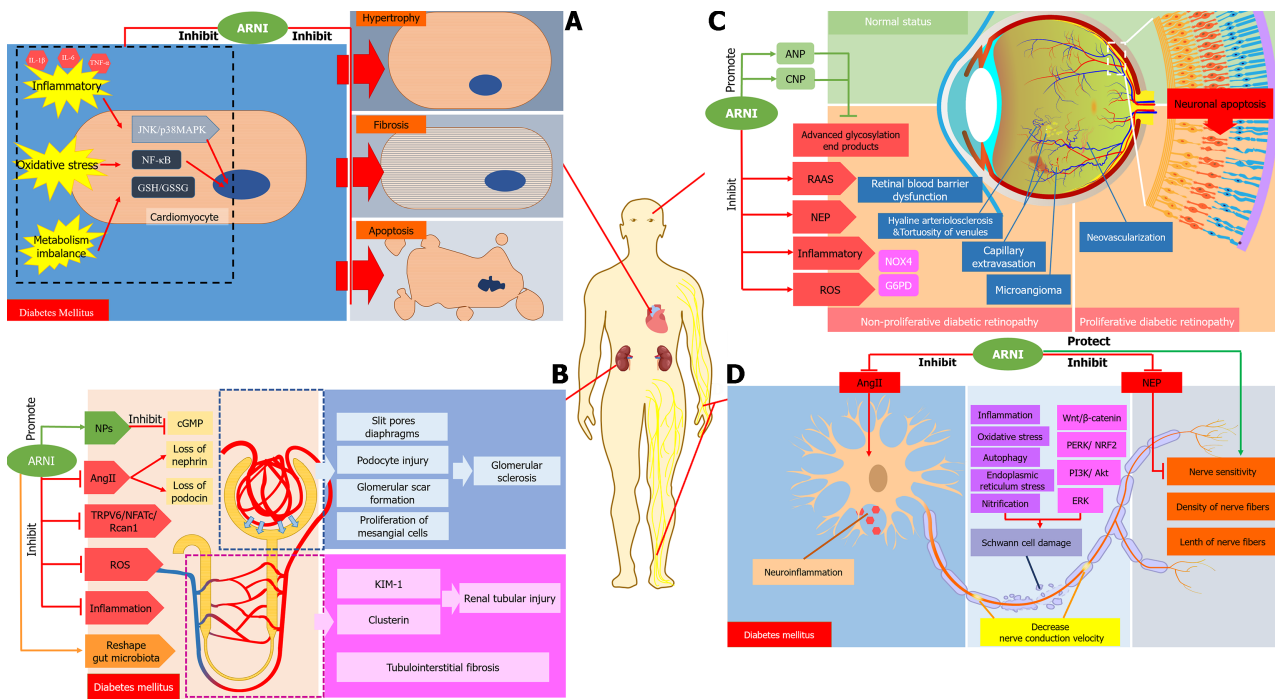 A
ARNI
Inhibit
Inhibit
IL-1β
IL-6
TNF-α
Inflammatory
JNK/p38MAPK
Oxidative stress
NF-κB
GSH/GSSG
Cardiomyocyte
Metabolism
imbalance
Diabetes Mellitus
Hypertrophy
Fibrosis
Apoptosis
B
Promote
ARNI
Inhibit
NPs
Inhibit
cGMP
AngII
Loss of
nephrin
Loss of
podocin
TRPV6/NFATc/
Rcan1
ROS
Inflammation
Reshape
gut microbiota
Diabetes mellitus
Slit pores
diaphragms
Podocyte injury
Glomerular
scar formation
Proliferation of
mesangial cells
Glomerular
sclerosis
KIM-1
Clusterin
Renal tubular injury
Tubulointerstitial fibrosis
C
Normal status
Promote
ANP
CNP
ARNI
Inhibit
Advanced glycosylation
end products
RAAS
NEP
Inflammatory
ROS
NOX4
G6PD
Retinal blood barrier
dysfunction
Hyaline arteriolosclerosis
&Tortuosity of venules
Capillary
extravasation
Microangioma
Neovascularization
Neuronal apoptosis
Non-proliferative diabetic retinopathy
Proliferative diabetic retinopathy
D
ARNI
Protect
Inhibit
Inhibit
AngII
NEP
Inflammation
Oxidative stress
Autophagy
Endoplasmic
reticulum stress
Nitrification
Wnt/β-catenin
PERK/ NRF2
PI3K/ Akt
ERK
Schwann cell damage
Neuroinflammation
Nerve sensitivity
Density of nerve fibers
Lenth of nerve fibers
Decrease
nerve conduction velocity
Diabetes mellitus